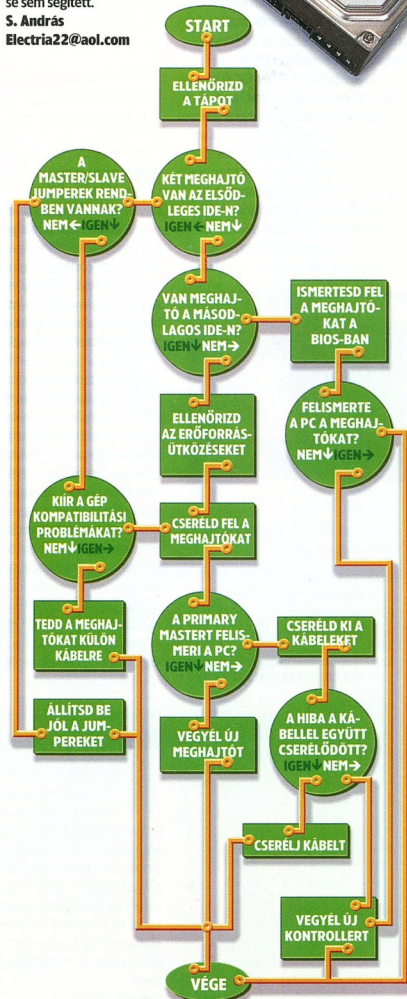 se sem segített.
S. András
Electria22@aol.com
START
ELLENŐRIZD
A TÁPOT
A
MASTER/SLAVE
JUMPEREK REND-
BEN VANNAK?
NEM←IGEN↓
KÉT MEGHAJTÓ
VAN AZ ELSŐD-
LEGES IDE-N?
IGEN←NEM↓
VAN MEGHAJ-
TÓ A MÁSOD-
LAGOS IDE-N?
IGEN↓NEM→
ISMERTESD FEL
A MEGHAJTÓ-
KAT A
BIOS-BAN
ELLENŐRIZD
AZ ERŐFORRÁS-
ÜTKÖZÉSEKET
FELISMERTE
A PC A MEGHAJ-
TÓKAT?
NEM↓IGEN→
KIÍR A GÉP
KOMPATIBILITÁSI
PROBLÉMÁKAT?
NEM↓IGEN→
CSERÉLD FEL A
MEGHAJTÓKAT
TEDD A MEGHAJ-
TÓKAT KÜLÖN
KÁBELRE
A PRIMARY
MASTERT FELIS-
MERI A PC?
IGEN↓NEM→
CSERÉLD KI A
KÁBELEKET
ÁLLÍTSD BE
JÓL A JUM-
PEREKET
VEGYÉL ÚJ
MEGHAJTÓT
A HIBA A KÁ-
BELLEL EGYÜTT
CSERÉLŐDÖTT?
IGEN↓NEM→
CSERÉLJ KÁBELT
VEGYÉL ÚJ
KONTROLLERT
VÉGE